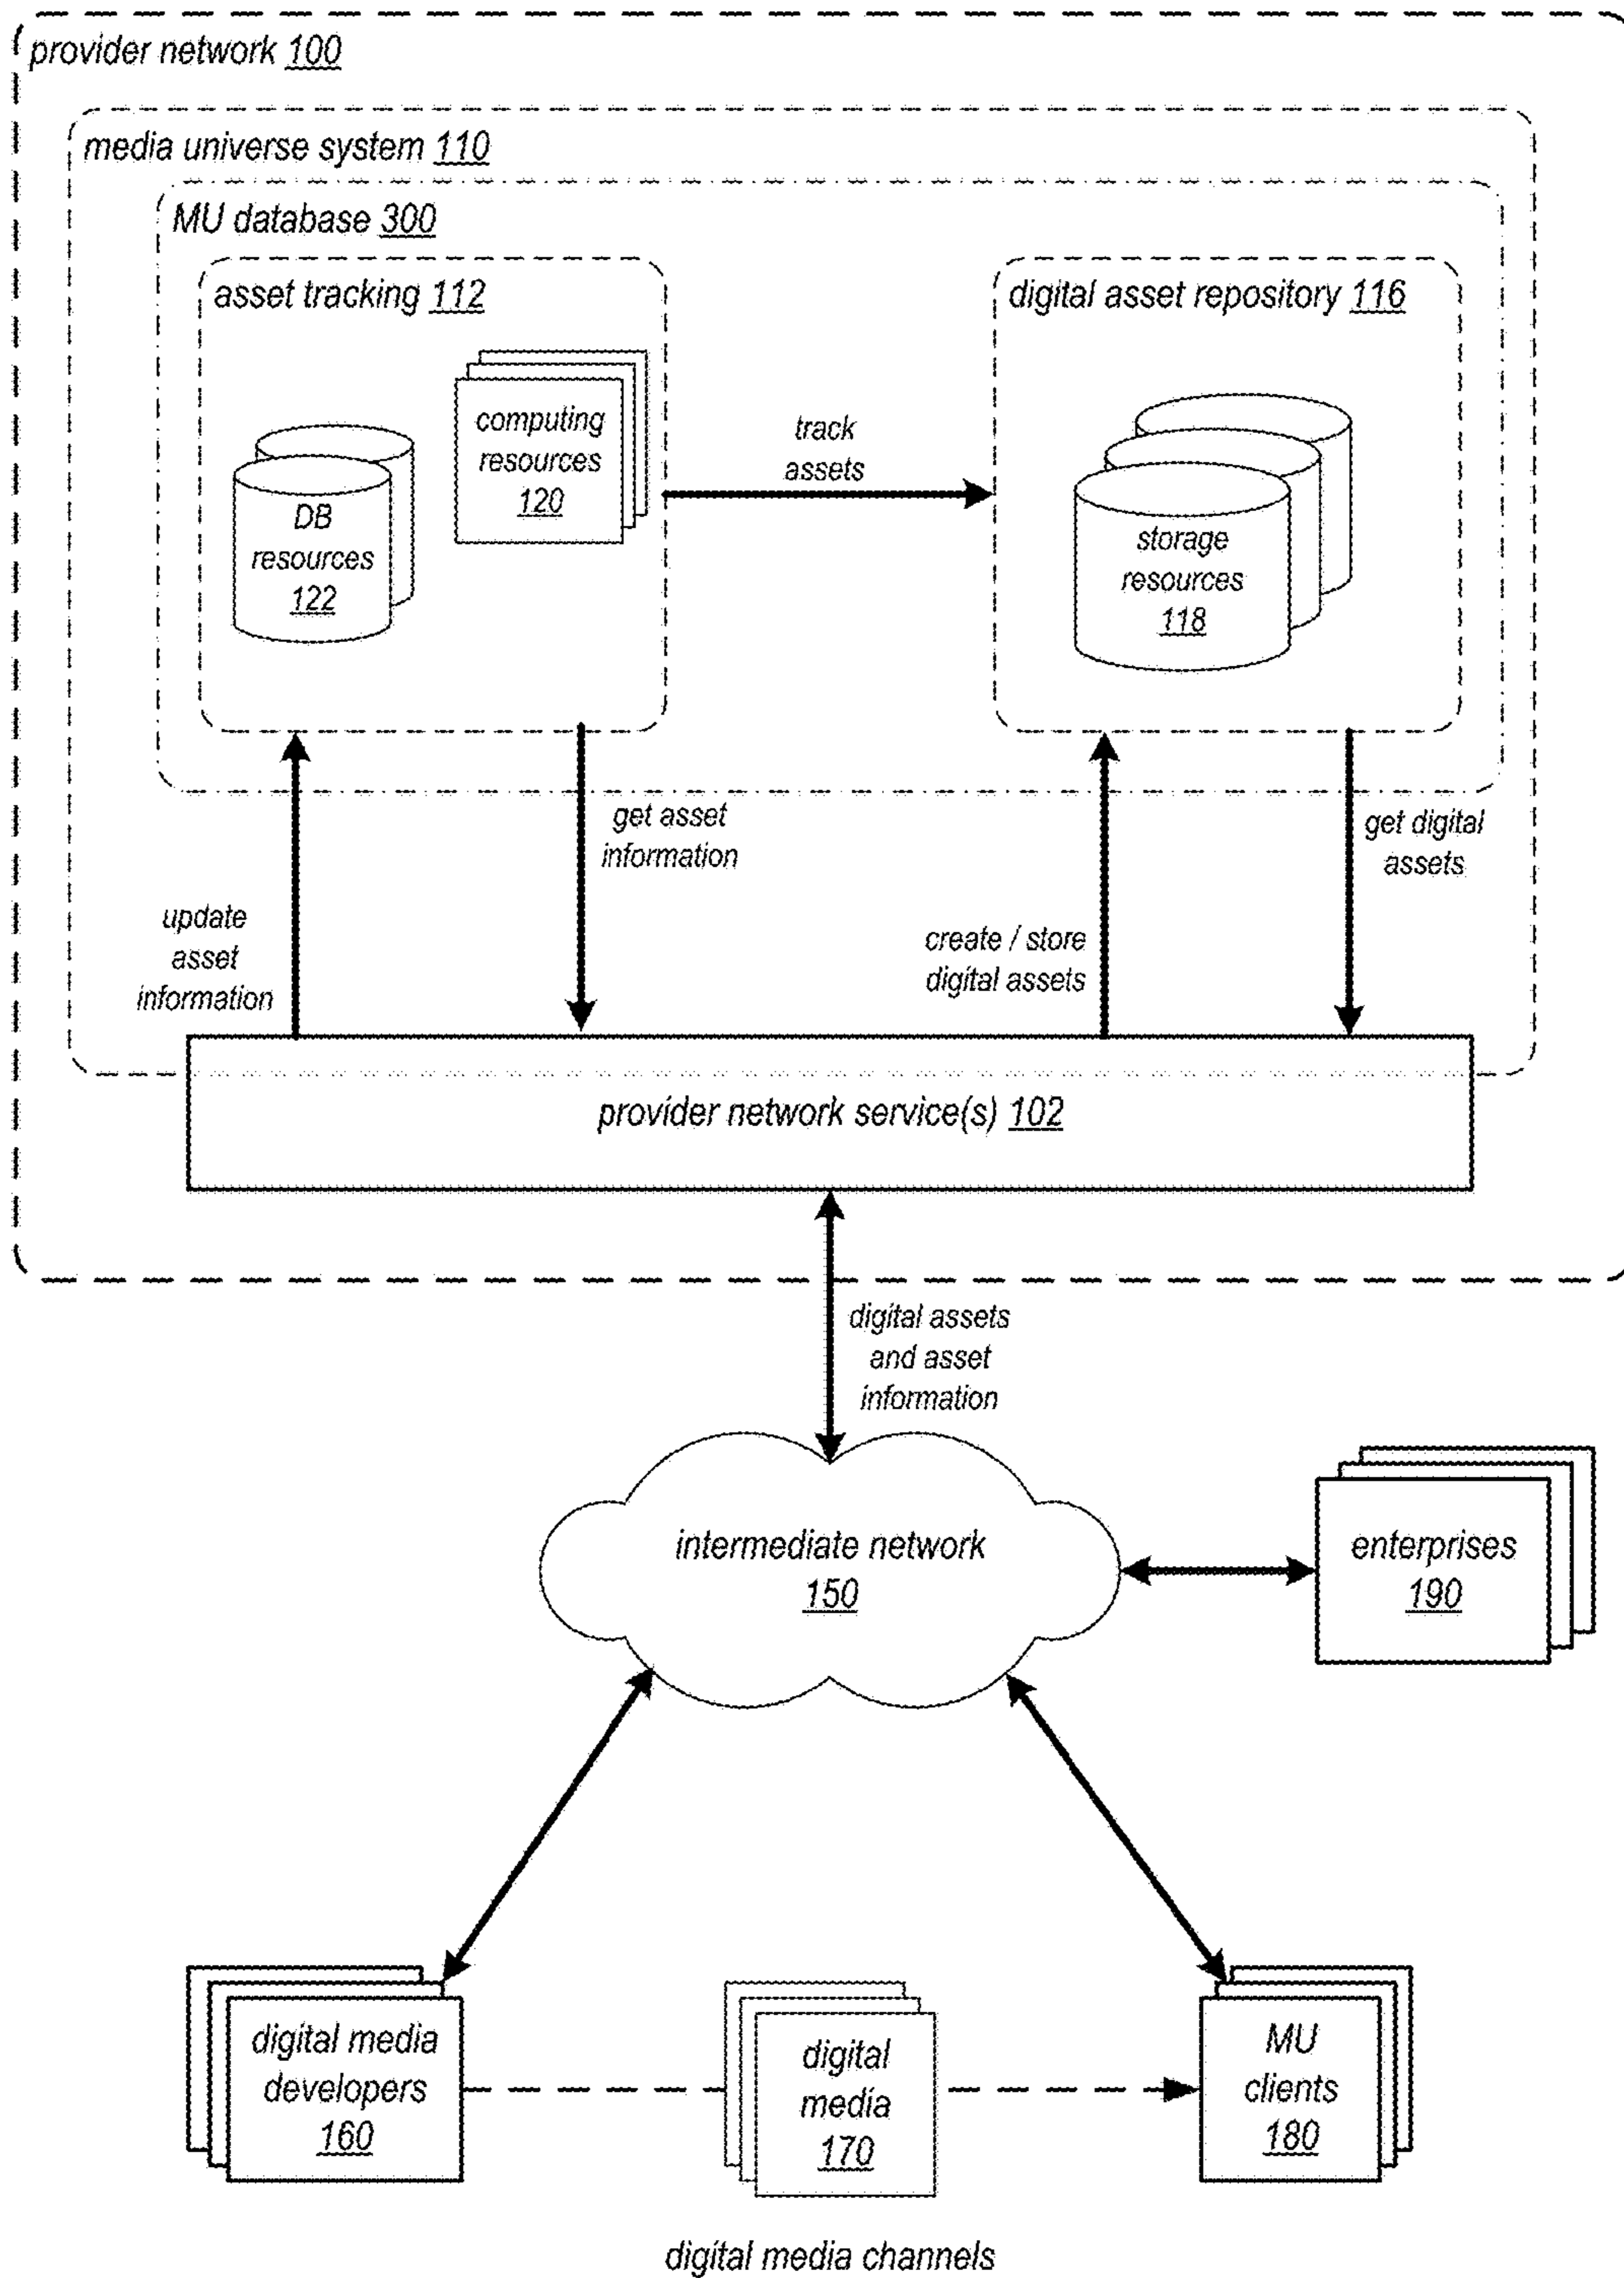 provider network 100
media universe system 110
MU database 300
asset tracking 112
digital asset repository 116
computing
resources
120
DB
resources
122
track
assets
storage
resources
118
get asset
information
get digital
assets
update
asset
information
create / store
digital assets
provider network service(s) 102
digital assets
and asset
information
intermediate network
150
enterprises
190
digital media
developers
160
digital
media
170
MU
clients
180
digital media channels